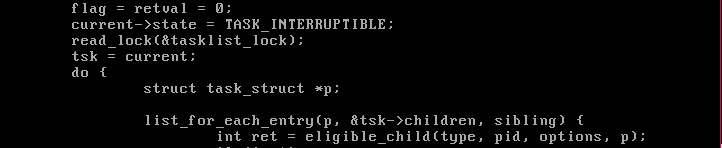 flag = retval = 0;
current->state = TASK_INTERRUPTIBLE;
read_lock(&tasklist_lock);
tsk = current;
do {
struct task_struct *p;
list_for_each_entry(p, &tsk->children, sibling) {
int ret = eligible_child(type, pid, options, p);